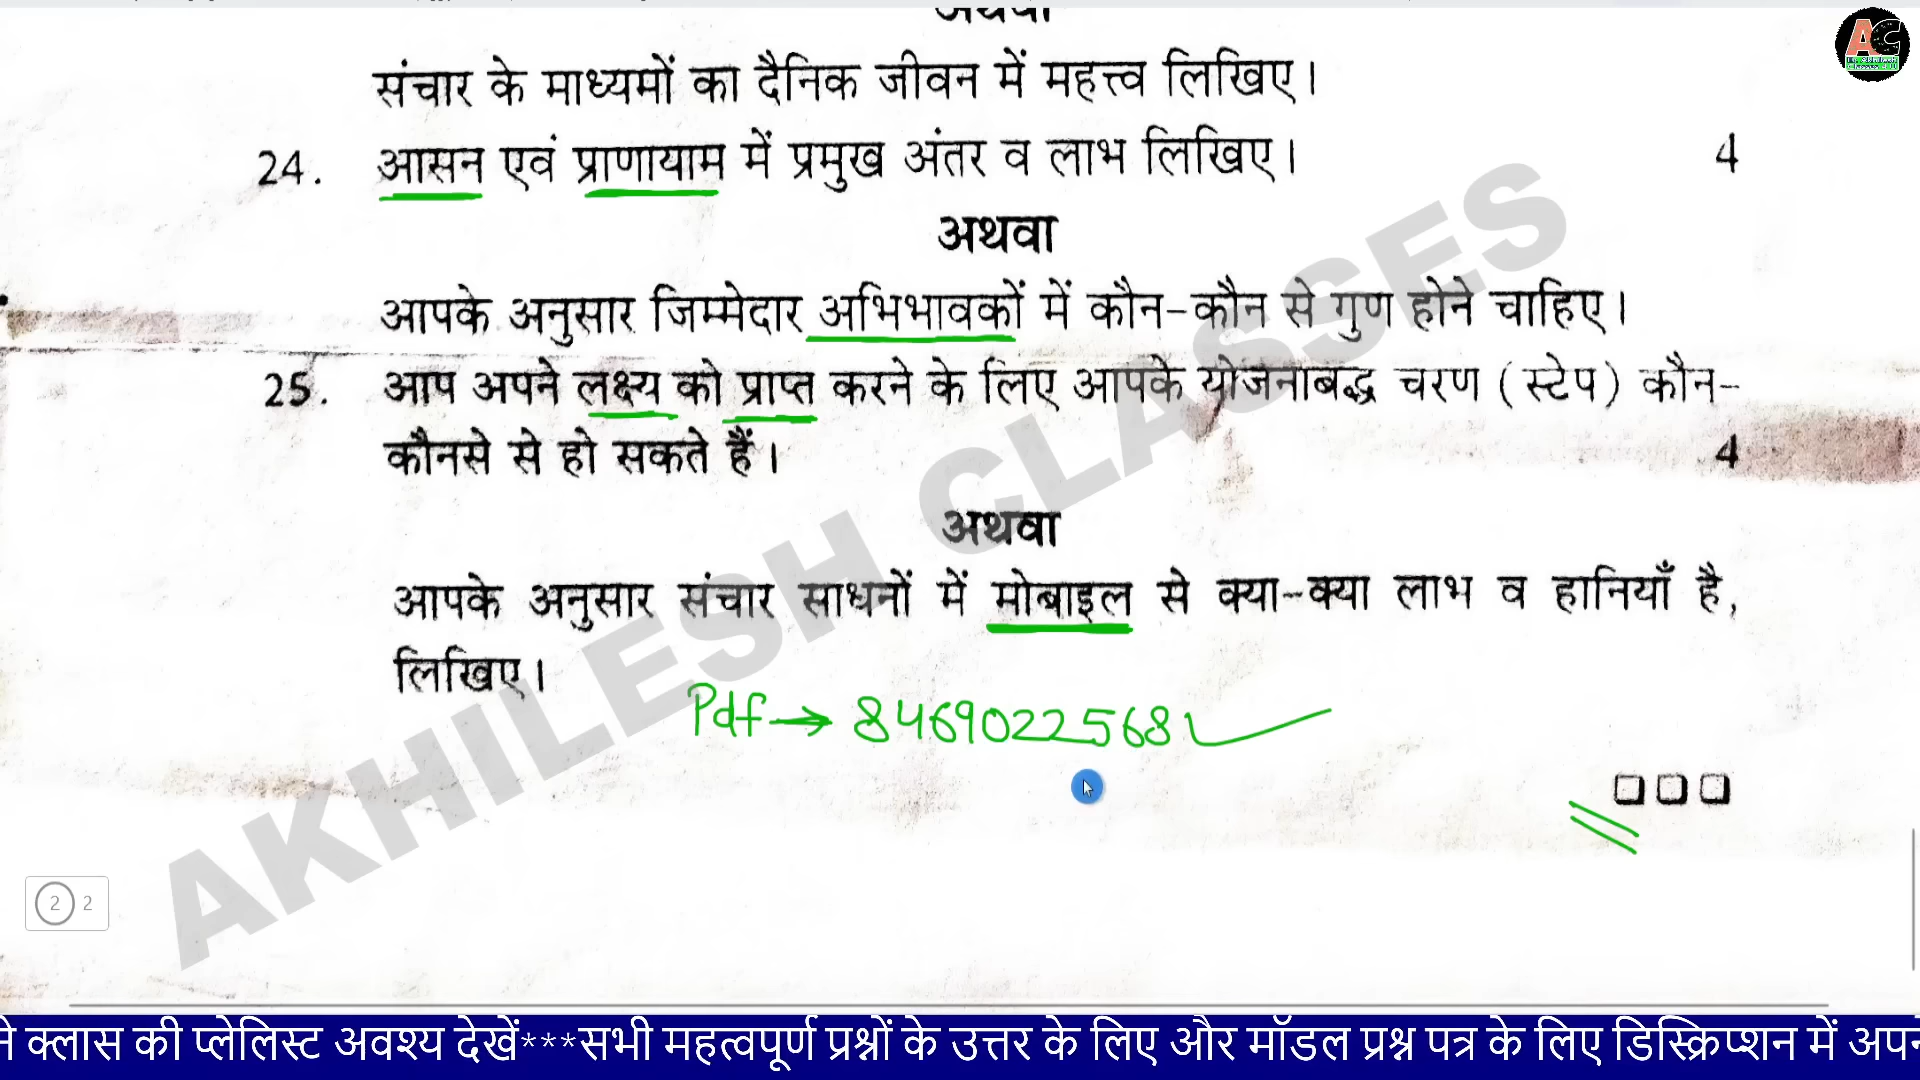 अथवा
संचार के माध्यमों का दैनिक जीवन में महत्त्व लिखिए।
24. आसन एवं प्राणायाम में प्रमुख अंतर व लाभ लिखिए। 4
अथवा
आपके अनुसार जिम्मेदार अभिभावकों में कौन-कौन से गुण होने चाहिए।
25. आप अपने लक्ष्य को प्राप्त करने के लिए आपके योजनाबद्ध चरण (स्टेप) कौन-
कौनसे से हो सकते हैं। 4
अथवा
आपके अनुसार संचार साधनों में मोबाइल से क्या-क्या लाभ व हानियाँ है,
लिखिए।
Pdf → 8469022568
AKHILESH CLASSES
2 2
क्लास की प्लेलिस्ट अवश्य देखें***सभी महत्वपूर्ण प्रश्नों के उत्तर के लिए और मॉडल प्रश्न पत्र के लिए डिस्क्रिप्शन में
AC